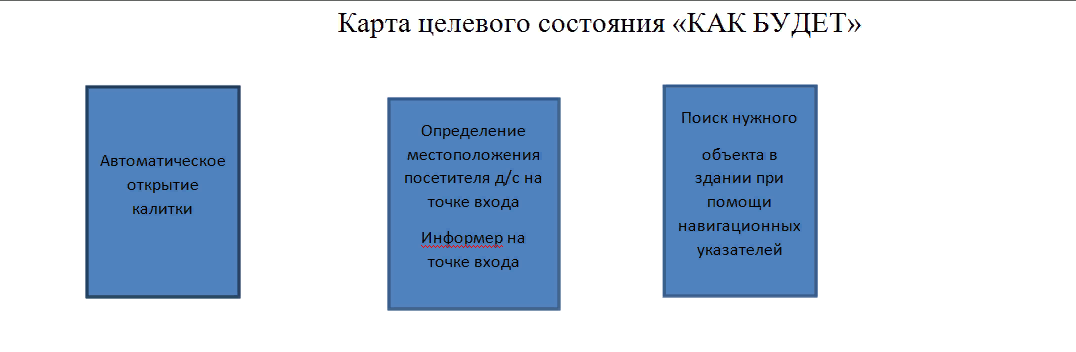 Карта целевого состояния «КАК БУДЕТ»
Автоматическое
открытие
калитки
Определение
местоположения
посетителя д/с на
точке входа
Информер на
точке входа
Поиск нужного
объекта в
здании при
помощи
навигационных
указателей